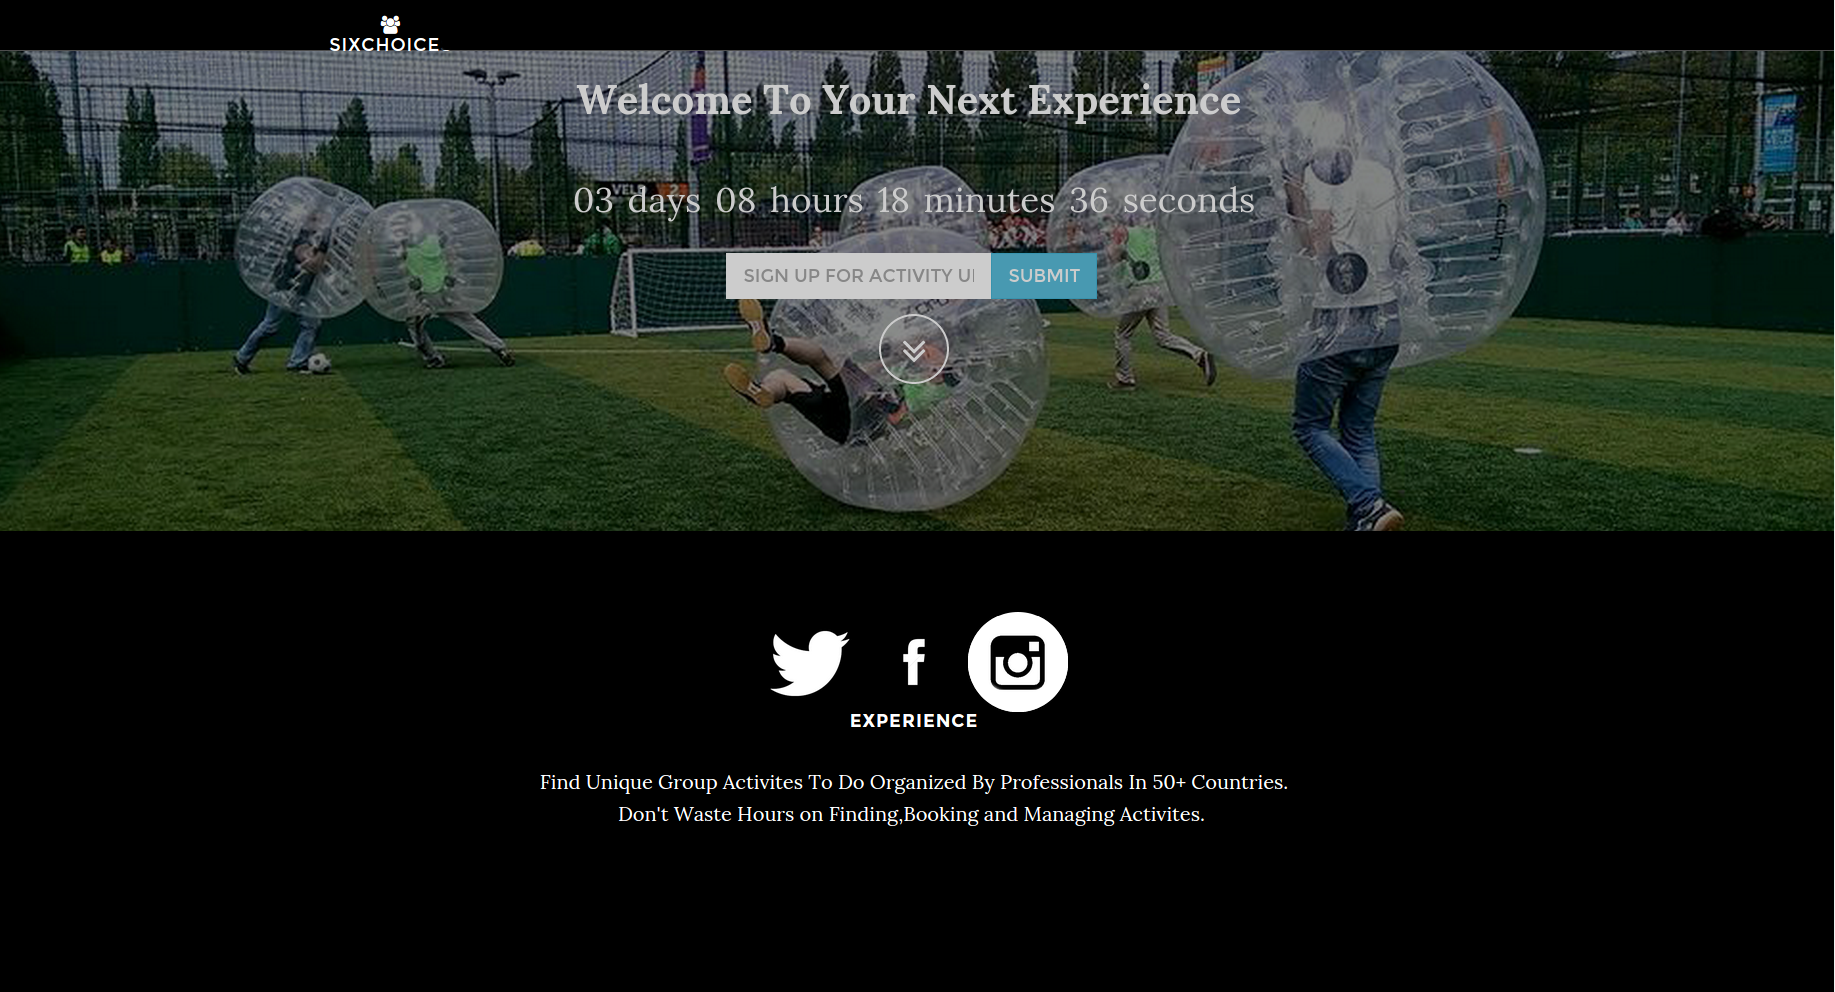 SIXCHOICE
Welcome To Your Next Experience
03 days 08 hours 18 minutes 36 seconds
SIGN UP FOR ACTIVITY U
SUBMIT
EXPERIENCE
Find Unique Group Activites To Do Organized By Professionals In 50+ Countries.
Don't Waste Hours on Finding,Booking and Managing Activites.